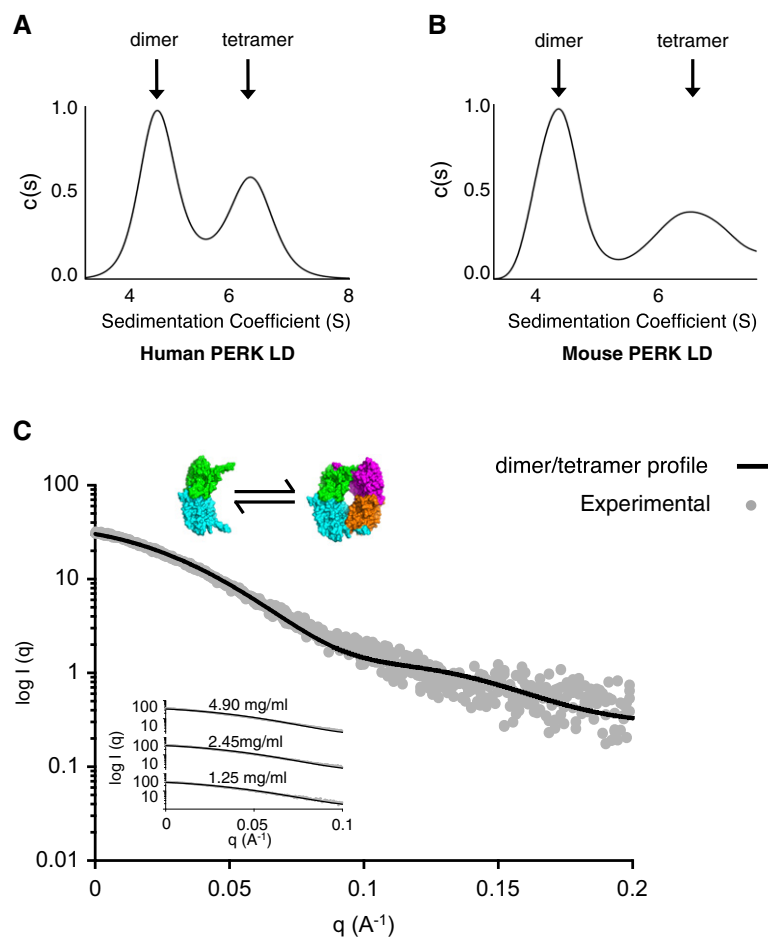 A
dimer
tetramer
1.0
0.5
0.0
c(s)
4
6
8
Sedimentation Coefficient (S)
Human PERK LD
B
dimer
tetramer
1.0
0.5
0.0
c(s)
4
6
Sedimentation Coefficient (S)
Mouse PERK LD
C
dimer/tetramer profile
Experimental
100
10
1
0.1
0.01
log I (q)
0
0.05
0.1
0.15
0.2
q (A-1)
4.90 mg/ml
2.45mg/ml
1.25 mg/ml
100
10
100
10
100
10
log I (q)
0
0.05
0.1
q (A-1)